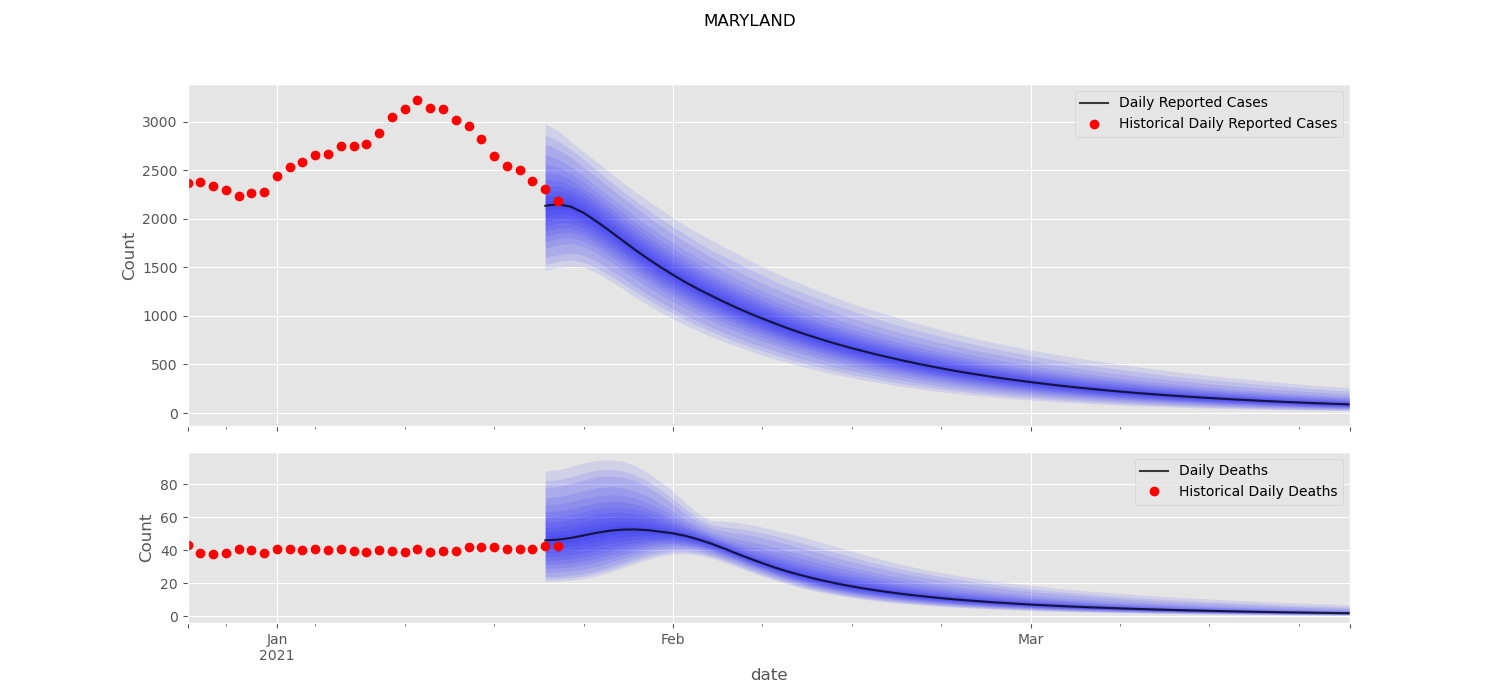 MARYLAND
Daily Reported Cases
Historical Daily Reported Cases
3000
2500
2000
1500
1000
500
0
Count
Daily Deaths
Historical Daily Deaths
80
60
40
20
0
Count
Jan
2021
Feb
Mar
date